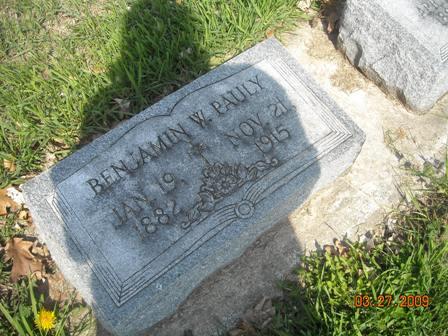 BENJAMIN W. PAULY
JAN. 19 NOV. 21
1882 1915
03.27.2009